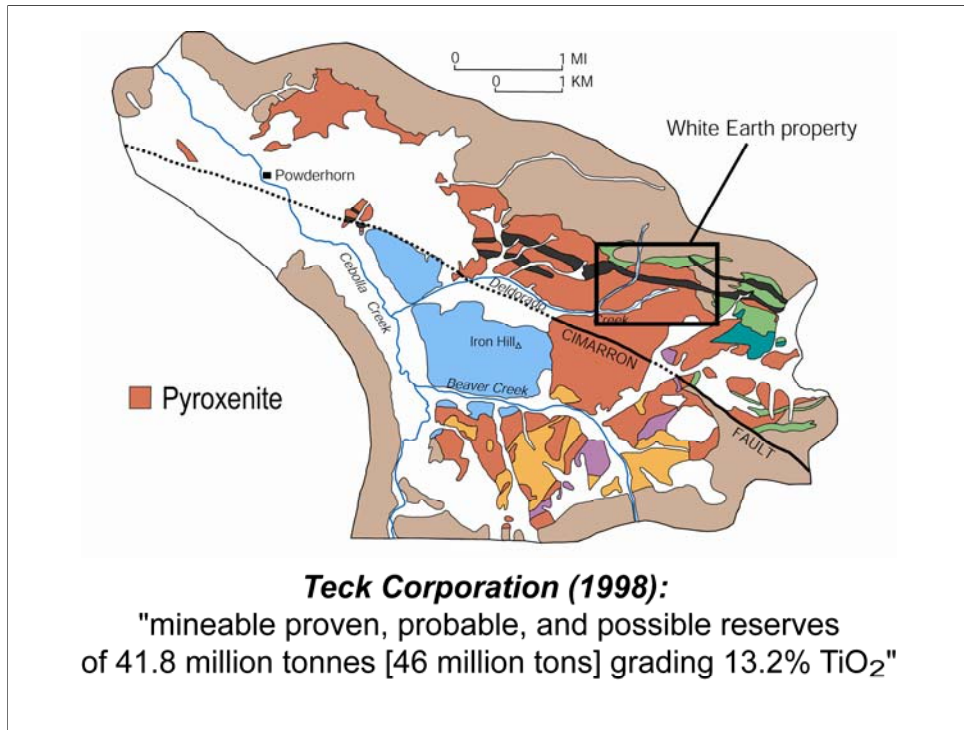 0 1 MI
0 1 KM
White Earth property
Powderhorn
Cebolla Creek
Deldorado Creek
Iron Hill
CIMARRON FAULT
Beaver Creek
Pyroxenite
Teck Corporation (1998):
"mineable proven, probable, and possible reserves
of 41.8 million tonnes [46 million tons] grading 13.2% TiO₂"